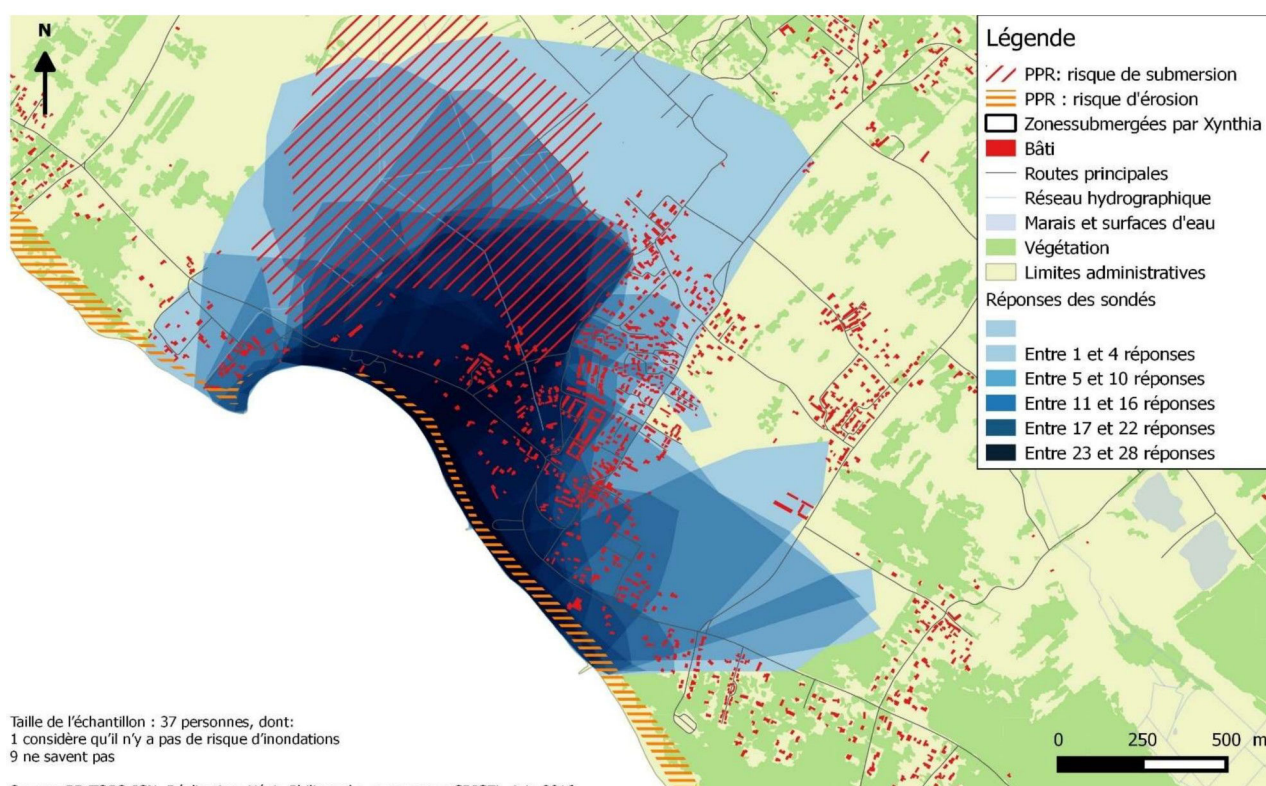 N
Légende
PPR: risque de submersion
PPR : risque d'érosion
Zonessubmergées par Xynthia
Bâti
Routes principales
Réseau hydrographique
Marais et surfaces d'eau
Végétation
Limites administratives
Réponses des sondés
Entre 1 et 4 réponses
Entre 5 et 10 réponses
Entre 11 et 16 réponses
Entre 17 et 22 réponses
Entre 23 et 28 réponses
Taille de l'échantillon : 37 personnes, dont:
1 considère qu'il n'y a pas de risque d'inondations
9 ne savent pas
0 250 500 m